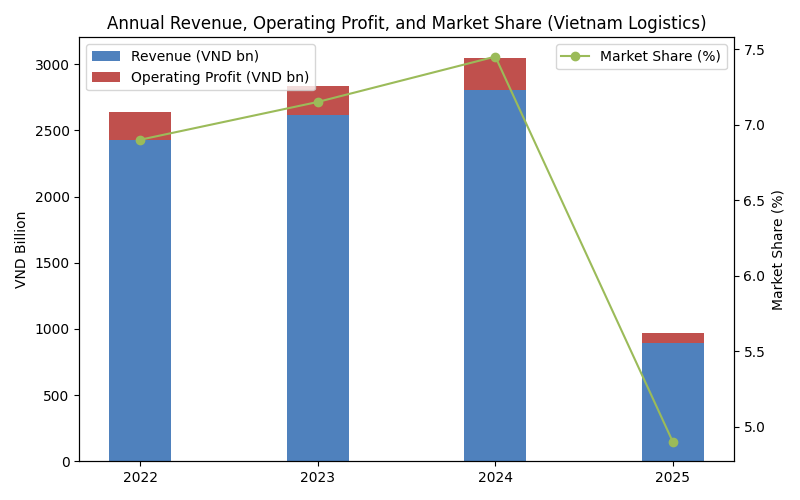 Annual Revenue, Operating Profit, and Market Share (Vietnam Logistics)
Revenue (VND bn)
Operating Profit (VND bn)
Market Share (%)
VND Billion
3000
2500
2000
1500
1000
500
0
7.5
7.0
6.5
6.0
5.5
5.0
Market Share (%)
2022
2023
2024
2025